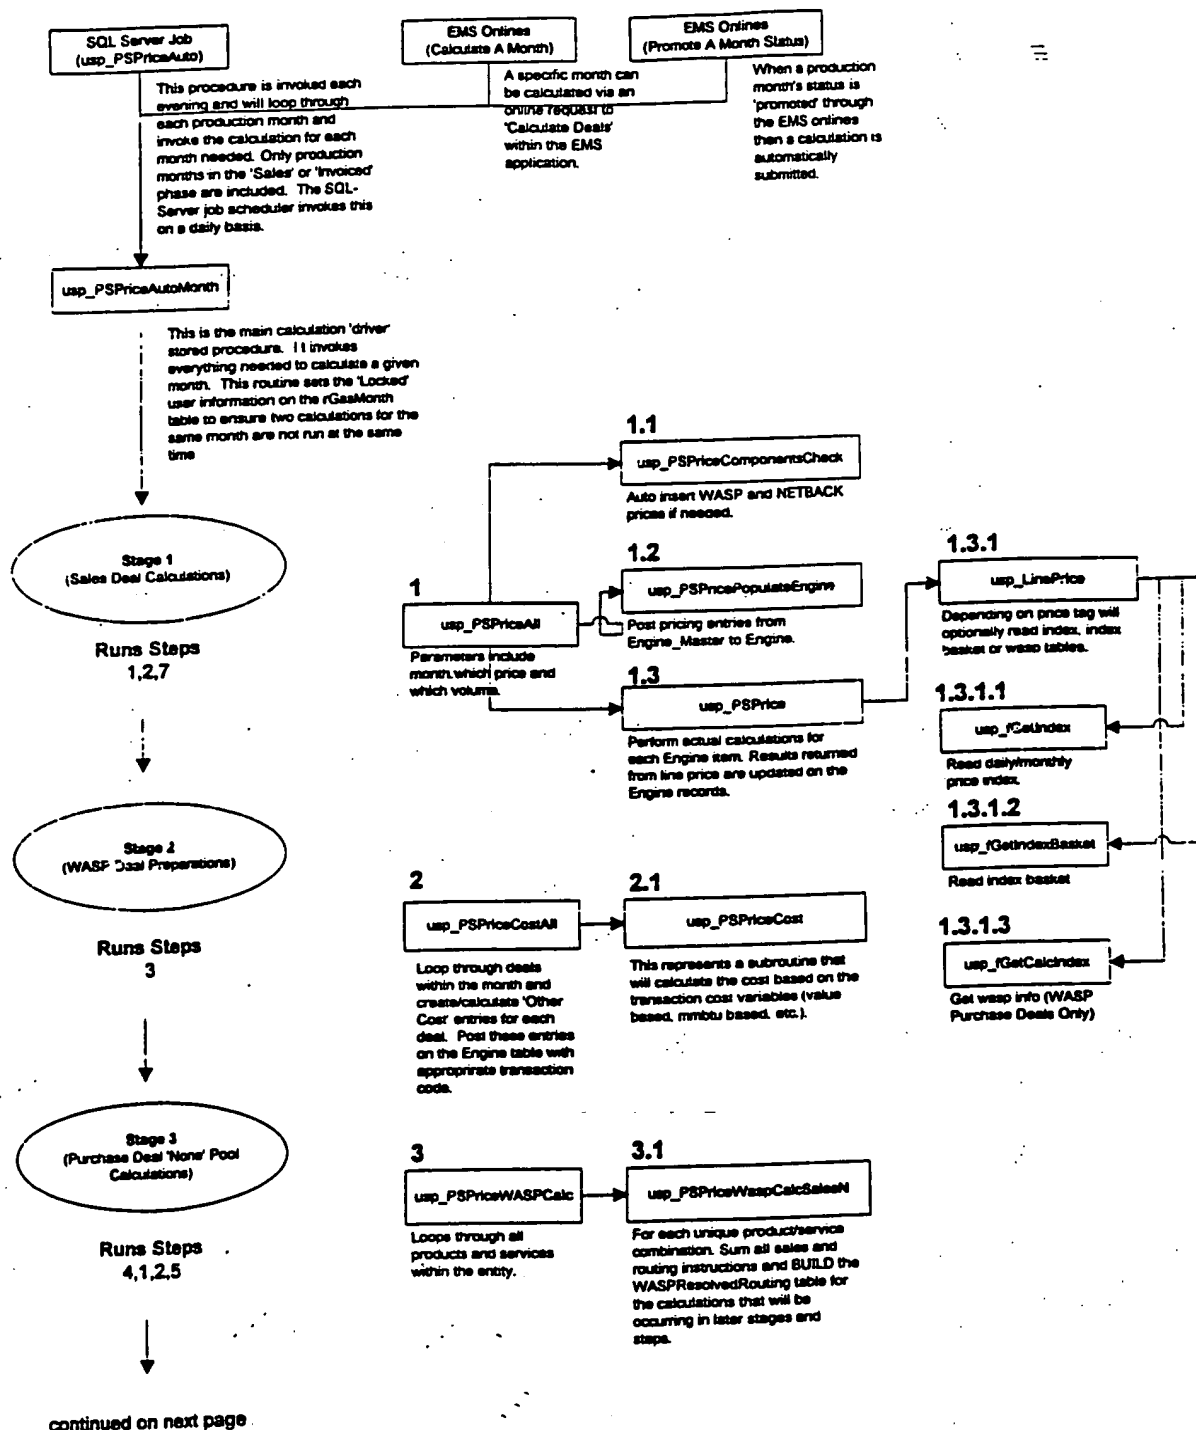 SQL Server Job
(usp_PSPriceAuto)
EMS Onlines
(Calculate A Month)
EMS Onlines
(Promote A Month Status)
This procedure is invoked each
evening and will loop through
each production month and
invoke the calculation for each
month needed. Only production
months in the 'Sales' or 'Invoiced'
phase are included. The SQL-
Server job scheduler invokes this
on a daily basis.
A specific month can
be calculated via an
online request to
'Calculate Deals'
within the EMS
application.
When a production
month's status is
'promoted' through
the EMS onlines
then a calculation is
automatically
submitted.
usp_PSPriceAutoMonth
This is the main calculation 'driver'
stored procedure. It invokes
everything needed to calculate a given
month. This routine sets the 'Locked'
user information on the rGasMonth
table to ensure two calculations for the
same month are not run at the same
time
Stage 1
(Sales Deal Calculations)
Runs Steps
1,2,7
Stage 2
(WASP Deal Preparations)
Runs Steps
3
Stage 3
(Purchase Deal 'None' Pool
Calculations)
Runs Steps
4,1,2,5
continued on next page
1
usp_PSPriceAll
Parameters include
month,which price and
which volume.
1.1
usp_PSPriceComponentsCheck
Auto insert WASP and NETBACK
prices if needed.
1.2
usp_PSPricePopulateEngine
Post pricing entries from
Engine_Master to Engine.
1.3
usp_PSPrice
Perform actual calculations for
each Engine item. Results returned
from line price are updated on the
Engine records.
1.3.1
usp_LinePrice
Depending on price tag will
optionally read index, index
basket or wasp tables.
1.3.1.1
usp_fGetIndex
Read daily/monthly
price index.
1.3.1.2
usp_fGetIndexBasket
Read index basket
1.3.1.3
usp_fGetCalcIndex
Get wasp info (WASP
Purchase Deals Only)
2
usp_PSPriceCostAll
Loop through deals
within the month and
create/calculate 'Other
Cost' entries for each
deal. Post these entries
on the Engine table with
approprirate transaction
code.
2.1
usp_PSPriceCost
This represents a subroutine that
will calculate the cost based on the
transaction cost variables (value
based, mmbtu based, etc.).
3
usp_PSPriceWASPCalc
Loops through all
products and services
within the entity.
3.1
usp_PSPriceWaspCalcSalesN
For each unique product/service
combination. Sum all sales and
routing instructions and BUILD the
WASPResolvedRouting table for
the calculations that will be
occurring in later stages and
steps.